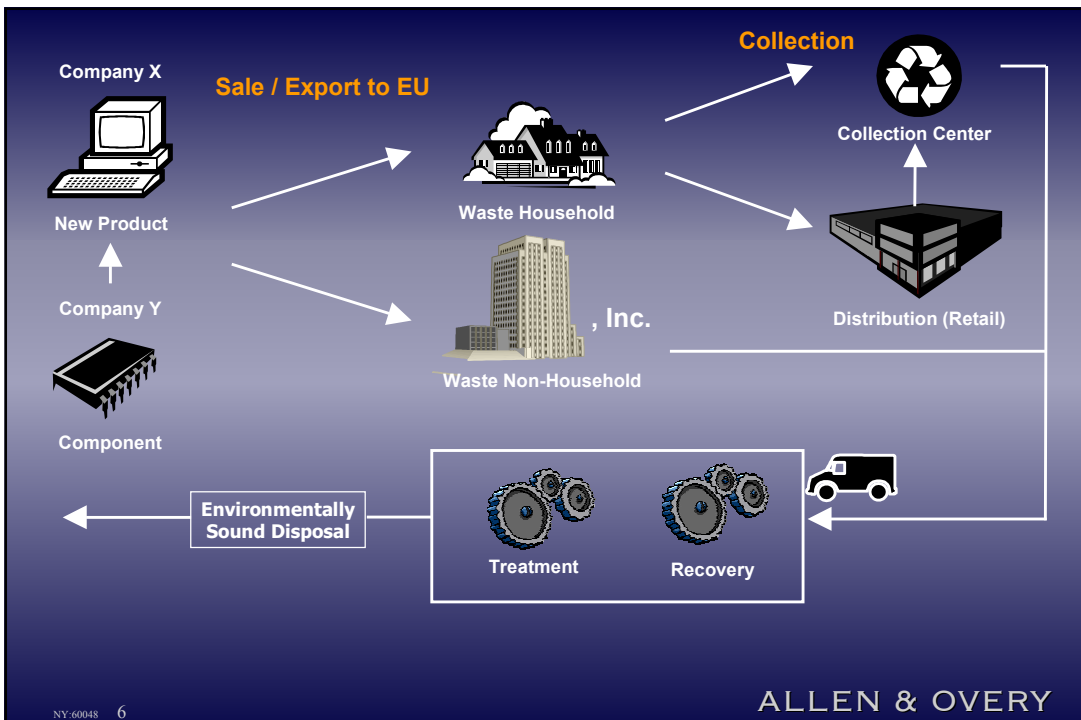 Company X
Sale / Export to EU
Collection
Collection Center
New Product
Waste Household
Company Y
, Inc.
Distribution (Retail)
Waste Non-Household
Component
Environmentally
Sound Disposal
Treatment
Recovery
NY:60048 6
ALLEN & OVERY